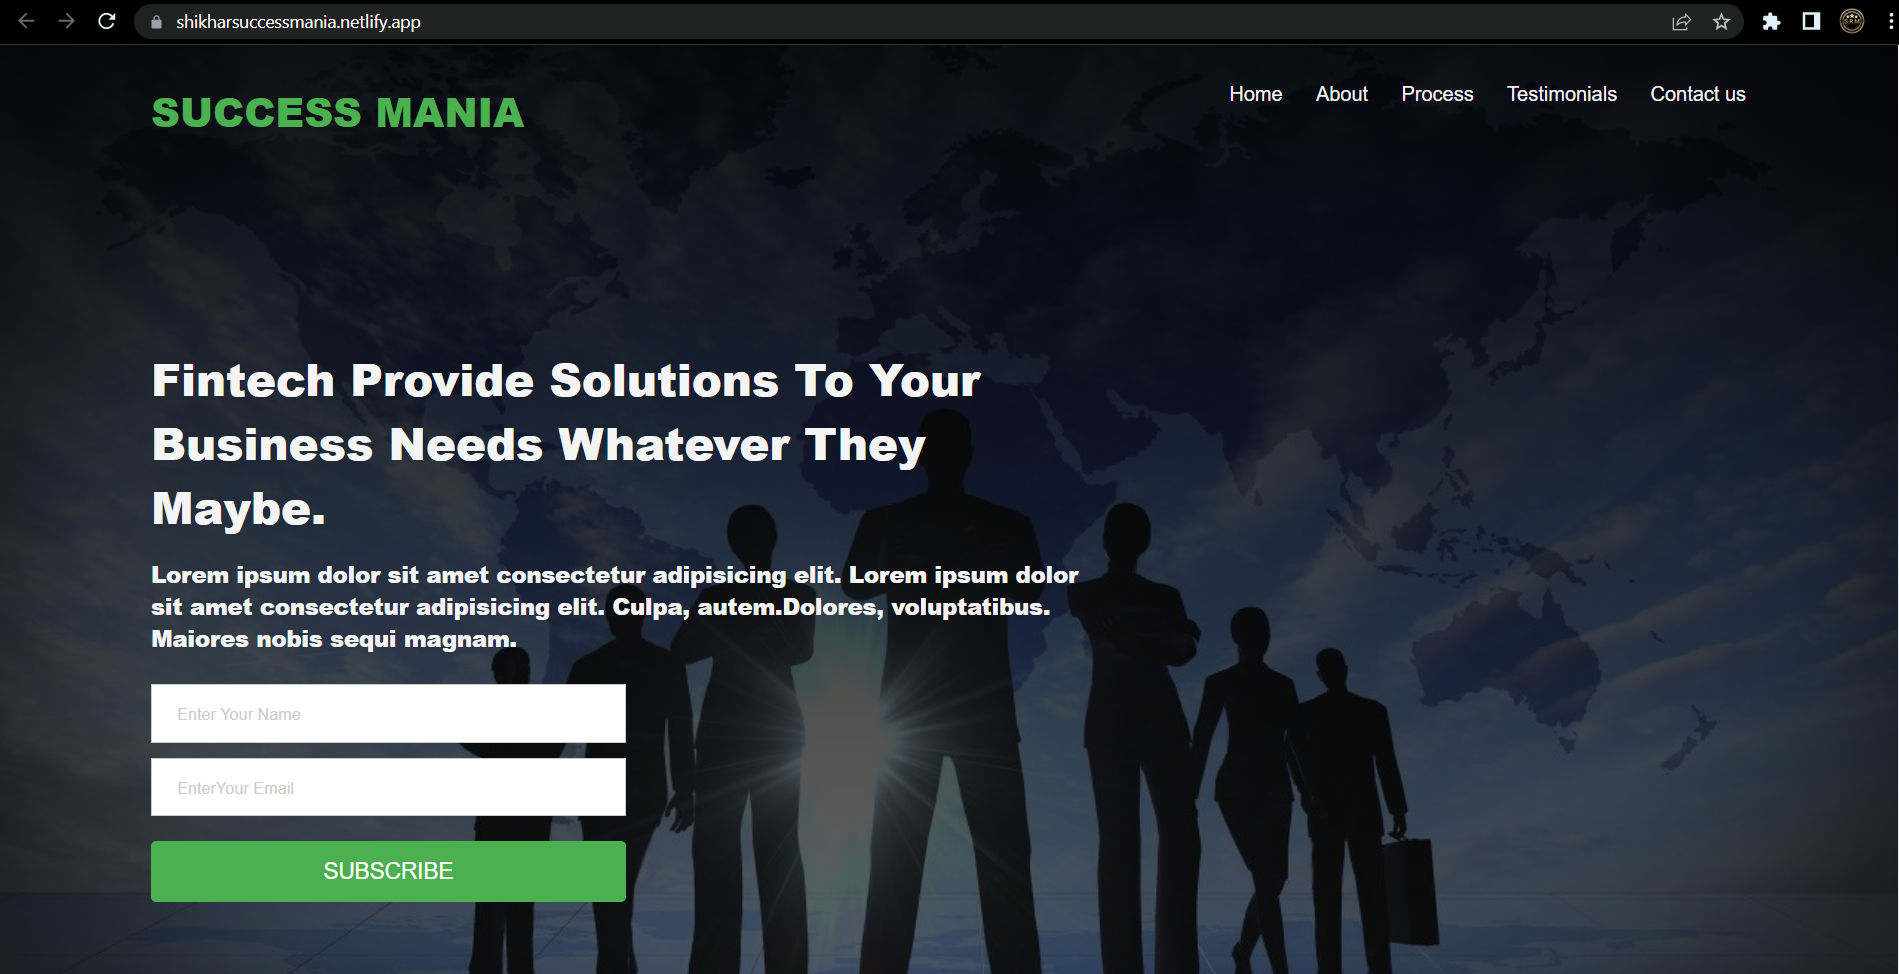 shikharsuccessmania.netlify.app
SUCCESS MANIA
Home About Process Testimonials Contact us
Fintech Provide Solutions To Your
Business Needs Whatever They
Maybe.
Lorem ipsum dolor sit amet consectetur adipisicing elit. Lorem ipsum dolor
sit amet consectetur adipisicing elit. Culpa, autem.Dolores, voluptatibus.
Maiores nobis sequi magnam.
Enter Your Name
EnterYour Email
SUBSCRIBE